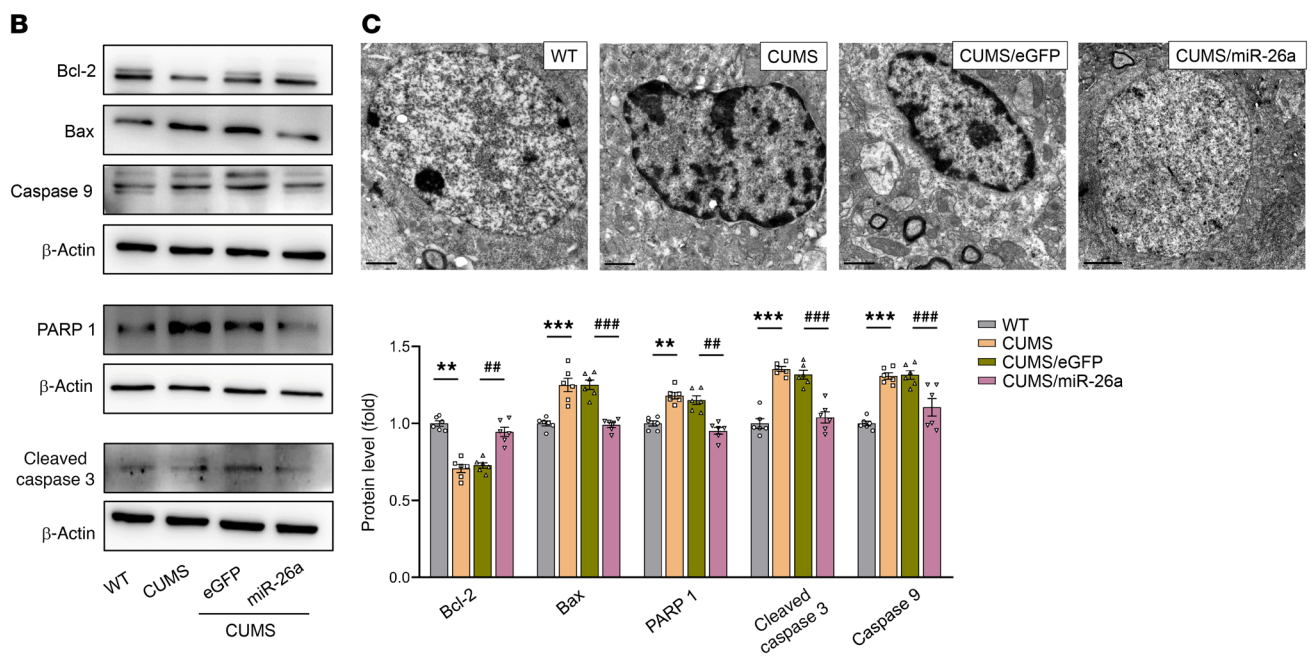 B
Bcl-2
Bax
Caspase 9
β-Actin
PARP 1
β-Actin
Cleaved
caspase 3
β-Actin
WT
CUMS
eGFP
miR-26a
CUMS
C
WT
CUMS
CUMS/eGFP
CUMS/miR-26a
Protein level (fold)
1.5
1.0
0.5
0.0
** ##
*** ###
** ##
*** ###
*** ###
Bcl-2
Bax
PARP 1
Cleaved
caspase 3
Caspase 9
WT
CUMS
CUMS/eGFP
CUMS/miR-26a